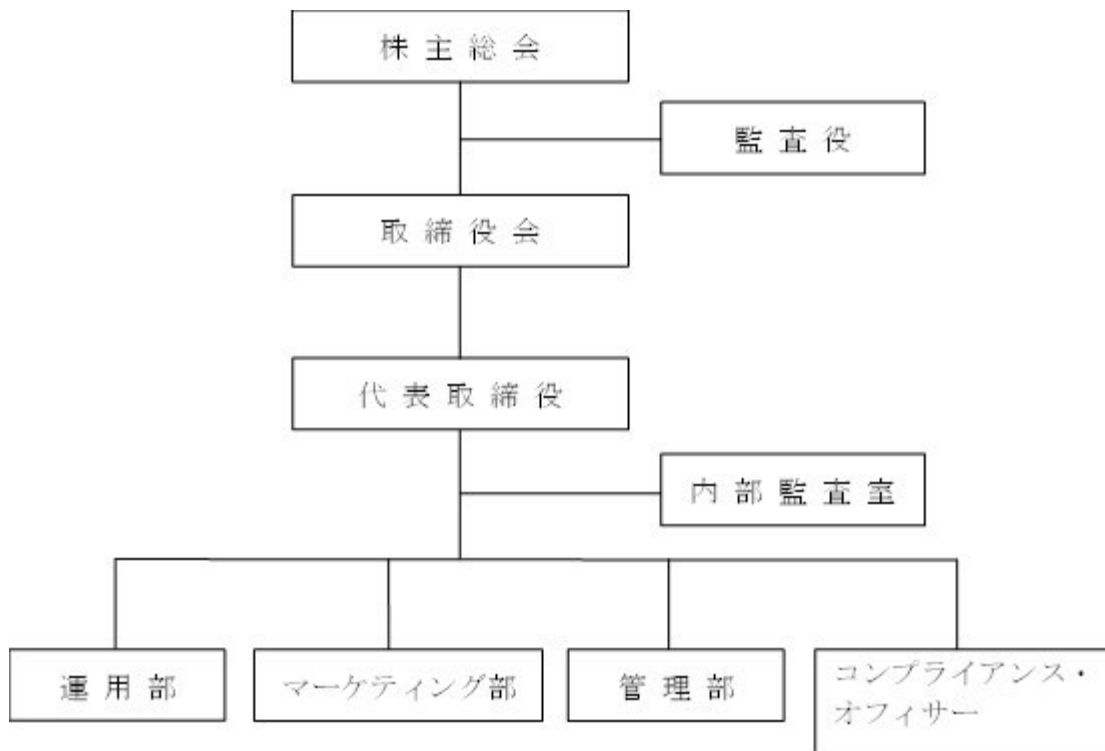 株主総会
監査役
取締役会
代表取締役
内部監査室
運用部
マーケティング部
管理部
コンプライアンス・
オフィサー